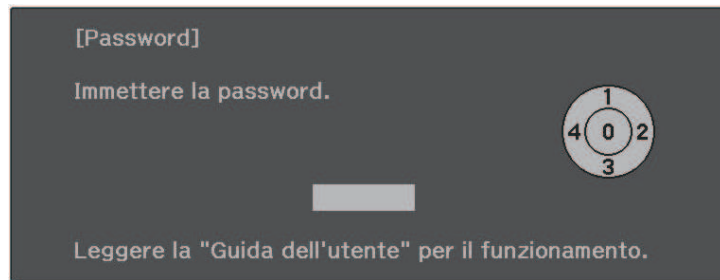 [Password]
Immettere la password.
1
4 0 2
3
Leggere la "Guida dell'utente" per il funzionamento.